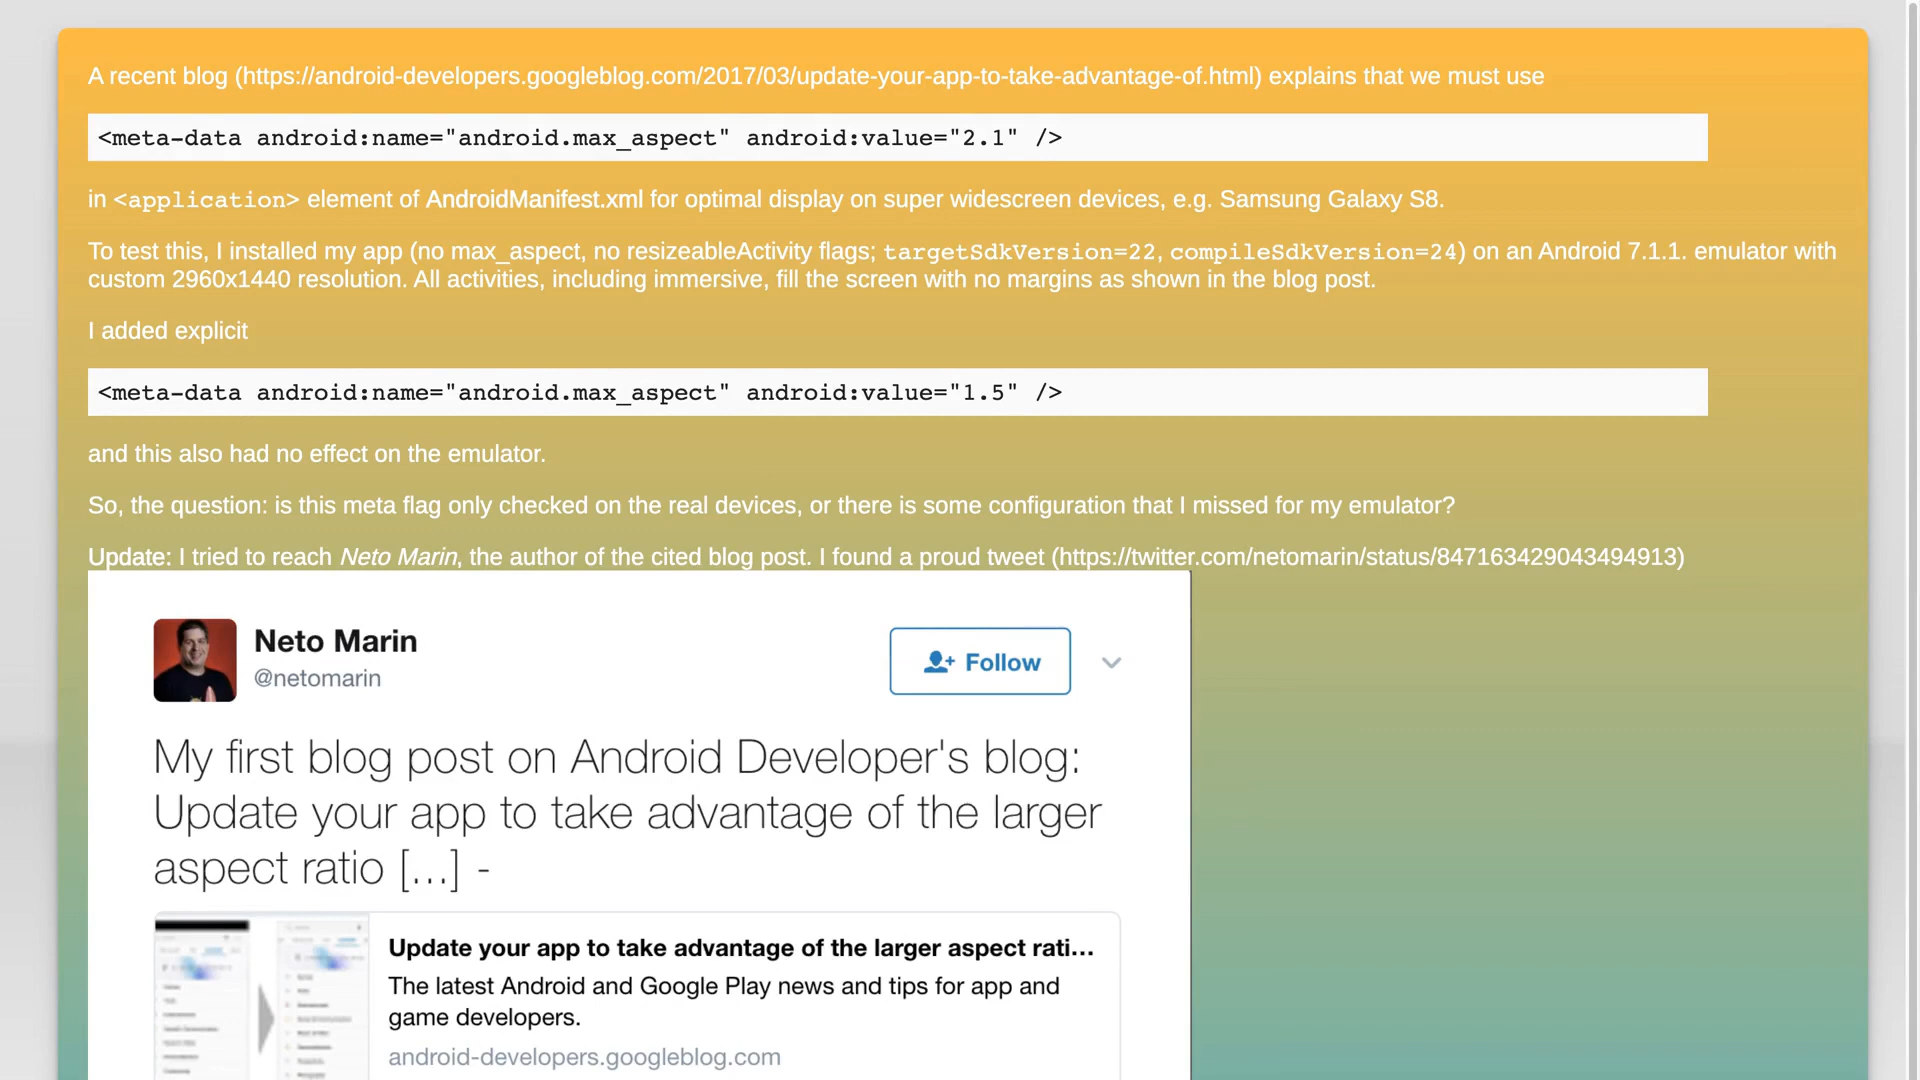 A recent blog (https://android-developers.googleblog.com/2017/03/update-your-app-to-take-advantage-of.html) explains that we must use
<meta-data android:name="android.max_aspect" android:value="2.1" />
in <application> element of AndroidManifest.xml for optimal display on super widescreen devices, e.g. Samsung Galaxy S8.
To test this, I installed my app (no max_aspect, no resizeableActivity flags; targetSdkVersion=22, compileSdkVersion=24) on an Android 7.1.1. emulator with
custom 2960x1440 resolution. All activities, including immersive, fill the screen with no margins as shown in the blog post.
I added explicit
<meta-data android:name="android.max_aspect" android:value="1.5" />
and this also had no effect on the emulator.
So, the question: is this meta flag only checked on the real devices, or there is some configuration that I missed for my emulator?
Update: I tried to reach Neto Marin, the author of the cited blog post. I found a proud tweet (https://twitter.com/netomarin/status/847163429043494913)
Neto Marin
@netomarin
Follow
My first blog post on Android Developer's blog:
Update your app to take advantage of the larger
aspect ratio [...] -
Update your app to take advantage of the larger aspect rati...
The latest Android and Google Play news and tips for app and
game developers.
android-developers.googleblog.com